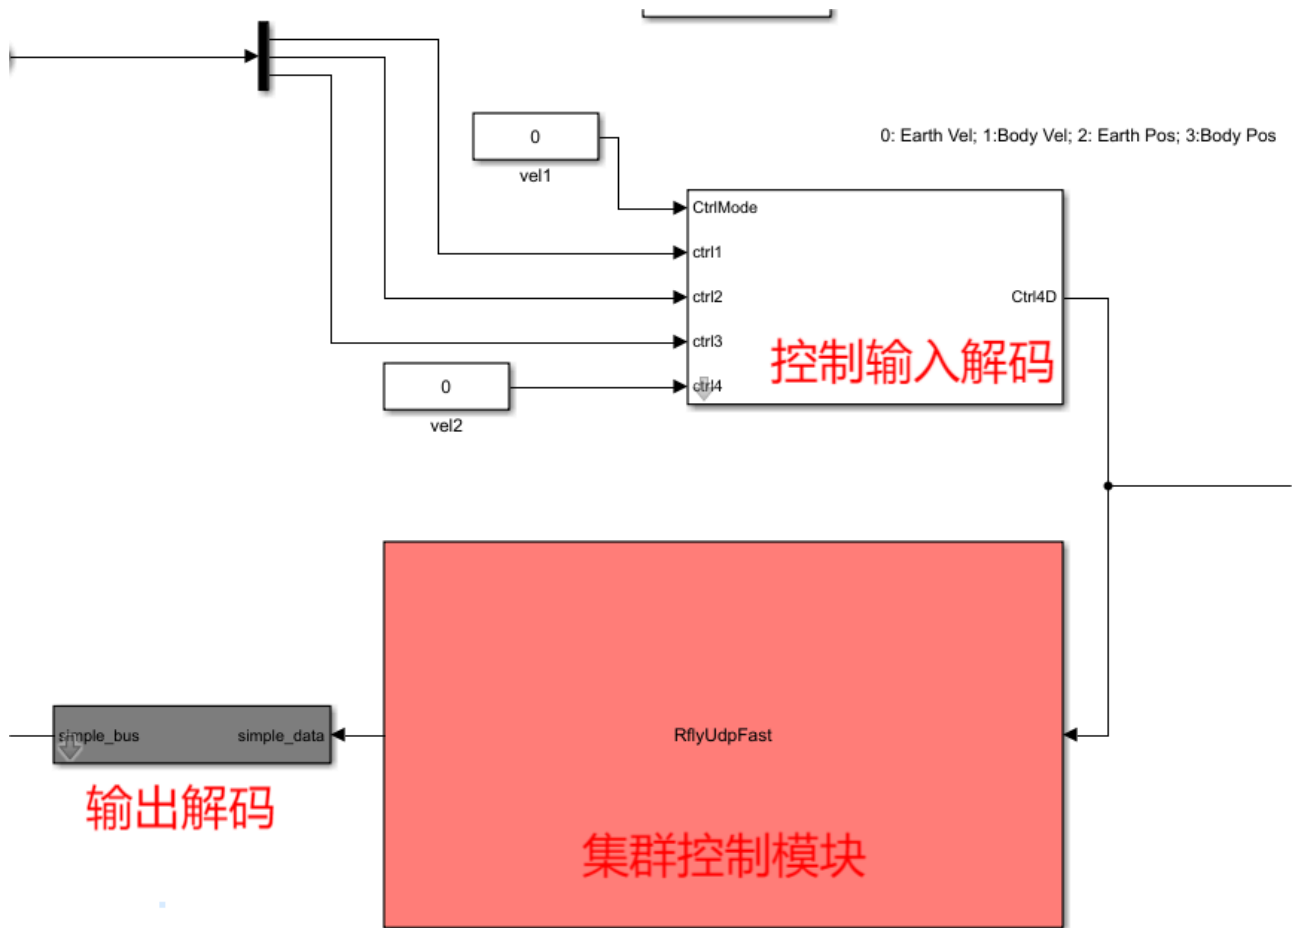 0
vel1
0: Earth Vel; 1:Body Vel; 2: Earth Pos; 3:Body Pos
CtrlMode
ctrl1
ctrl2
Ctrl4D
ctrl3
控制输入解码
0
ctrl4
vel2
simple_bus
simple_data
RflyUdpFast
输出解码
集群控制模块